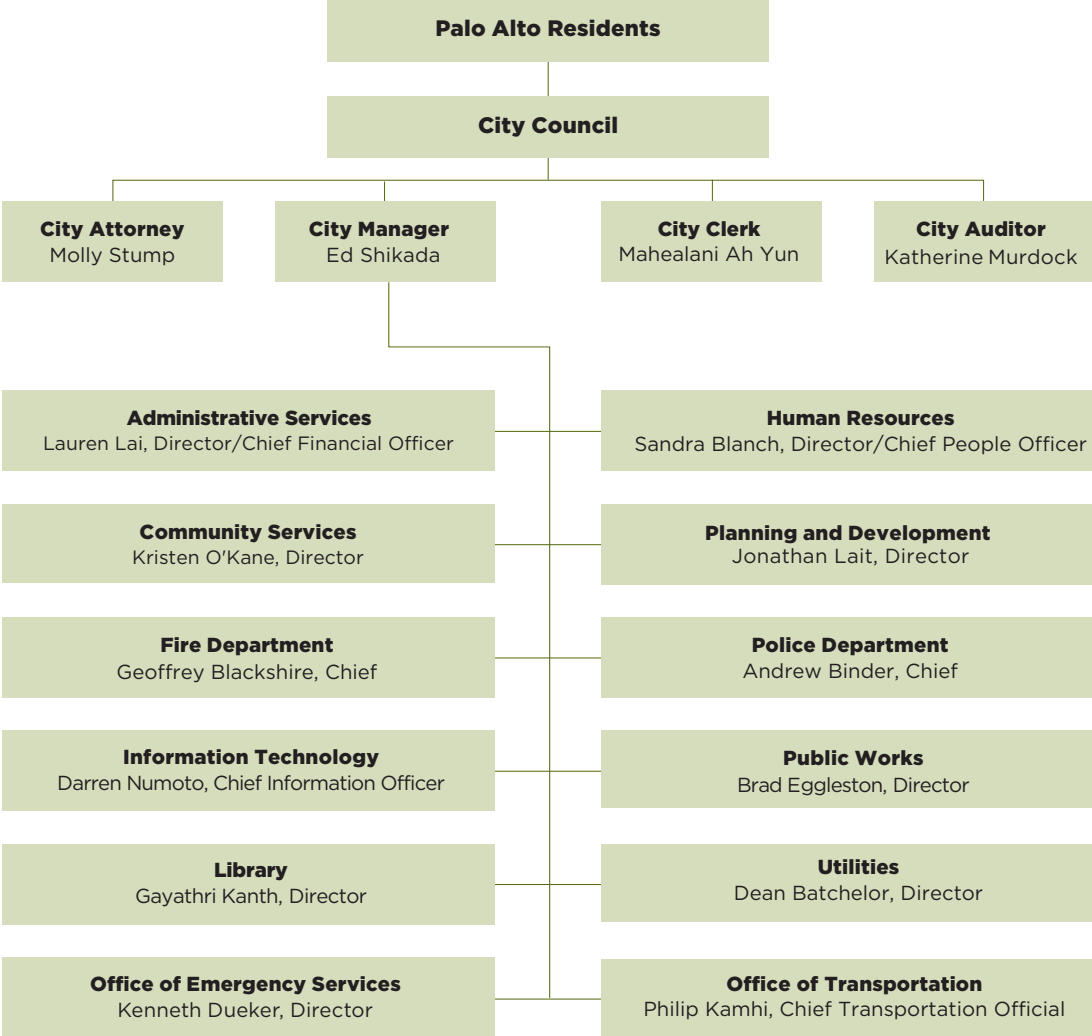 Palo Alto Residents
City Council
City Attorney
Molly Stump
City Manager
Ed Shikada
City Clerk
Mahealani Ah Yun
City Auditor
Katherine Murdock
Administrative Services
Lauren Lai, Director/Chief Financial Officer
Human Resources
Sandra Blanch, Director/Chief People Officer
Community Services
Kristen O'Kane, Director
Planning and Development
Jonathan Lait, Director
Fire Department
Geoffrey Blackshire, Chief
Police Department
Andrew Binder, Chief
Information Technology
Darren Numoto, Chief Information Officer
Public Works
Brad Eggleston, Director
Library
Gayathri Kanth, Director
Utilities
Dean Batchelor, Director
Office of Emergency Services
Kenneth Dueker, Director
Office of Transportation
Philip Kamhi, Chief Transportation Official